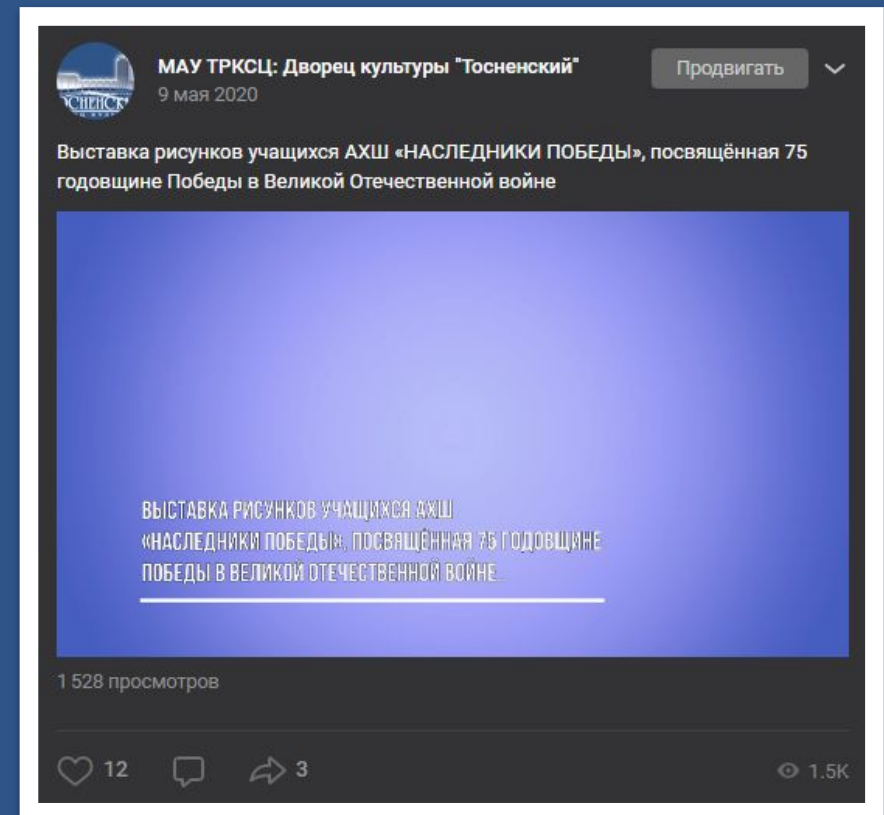 МАУ ТРКСЦ: Дворец культуры "Тосненский"
Продвигать
9 мая 2020
Выставка рисунков учащихся АХШ «НАСЛЕДНИКИ ПОБЕДЫ», посвящённая 75
годовщине Победы в Великой Отечественной войне
ВЫСТАВКА РИСУНКОВ УЧАЩИХСЯ АХШ
«НАСЛЕДНИКИ ПОБЕДЫ», ПОСВЯЩЁННАЯ 75 ГОДОВЩИНЕ
ПОБЕДЫ В ВЕЛИКОЙ ОТЕЧЕСТВЕННОЙ ВОЙНЕ
1 528 просмотров
12
3
1.5K